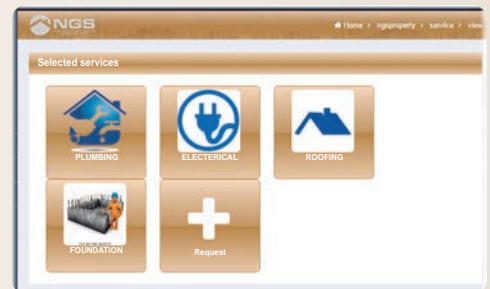 NGS
Home > ngsproperty > service > view
Selected services
PLUMBING
ELECTERICAL
ROOFING
FOUNDATION
Request